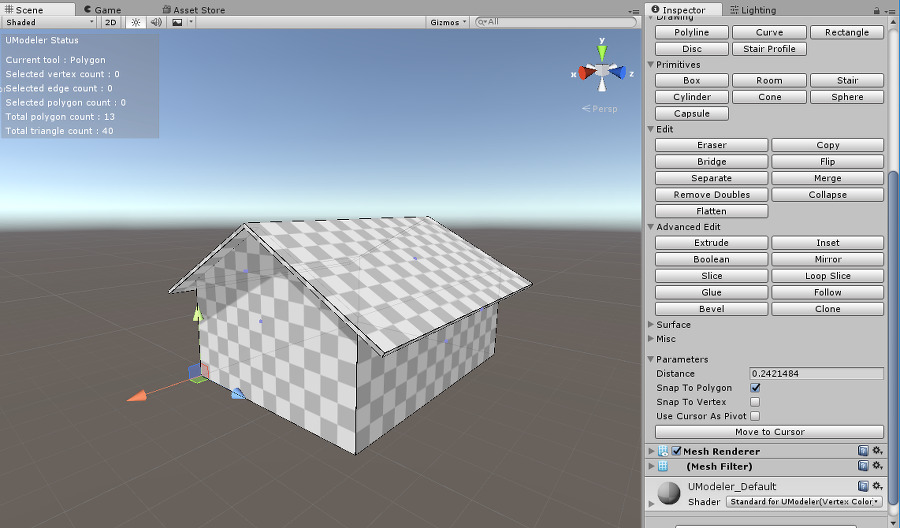 Scene Game Asset Store
Shaded 2D Gizmos All
UModeler Status
Current tool : Polygon
Selected vertex count : 0
Selected edge count : 0
Selected polygon count : 0
Total polygon count : 13
Total triangle count : 40
y
x z
Persp
Inspector Lighting
Drawing
Polyline Curve Rectangle
Disc Stair Profile
Primitives
Box Room Stair
Cylinder Cone Sphere
Capsule
Edit
Eraser Copy
Bridge Flip
Separate Merge
Remove Doubles Collapse
Flatten
Advanced Edit
Extrude Inset
Boolean Mirror
Slice Loop Slice
Glue Follow
Bevel Clone
Surface
Misc
Parameters
Distance 0.2421484
Snap To Polygon
Snap To Vertex
Use Cursor As Pivot
Move to Cursor
Mesh Renderer
(Mesh Filter)
UModeler_Default
Shader Standard for UModeler(Vertex Color